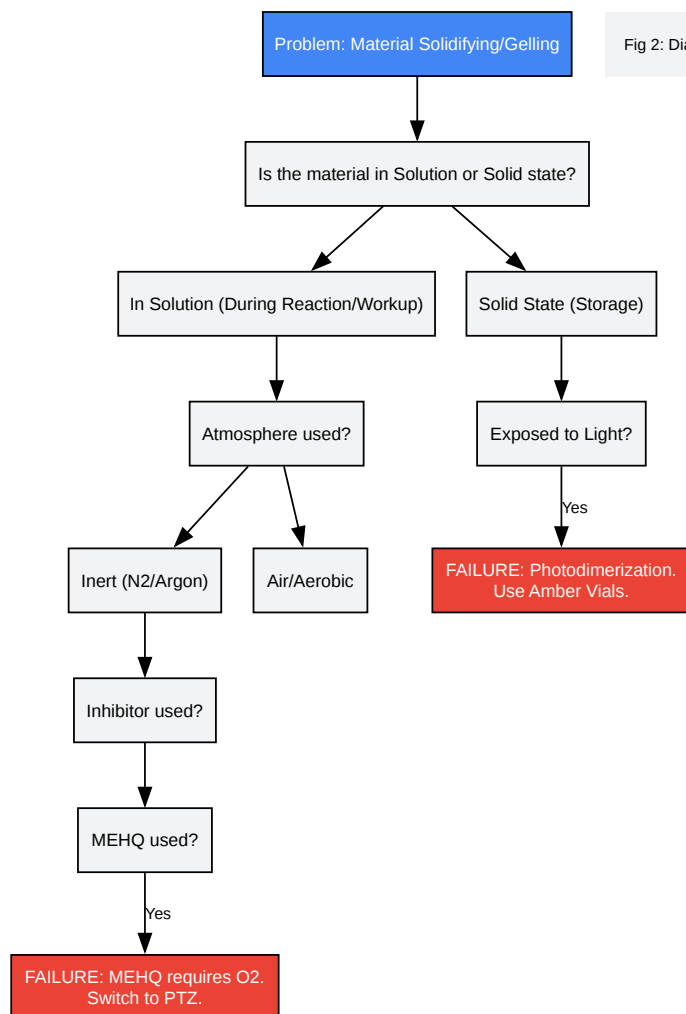 Problem: Material Solidifying/Gelling
Fig 2: Dia
Is the material in Solution or Solid state?
In Solution (During Reaction/Workup)
Solid State (Storage)
Atmosphere used?
Exposed to Light?
Yes
Inert (N2/Argon)
Air/Aerobic
FAILURE: Photodimerization.
Use Amber Vials.
Inhibitor used?
MEHQ used?
Yes
FAILURE: MEHQ requires O2.
Switch to PTZ.